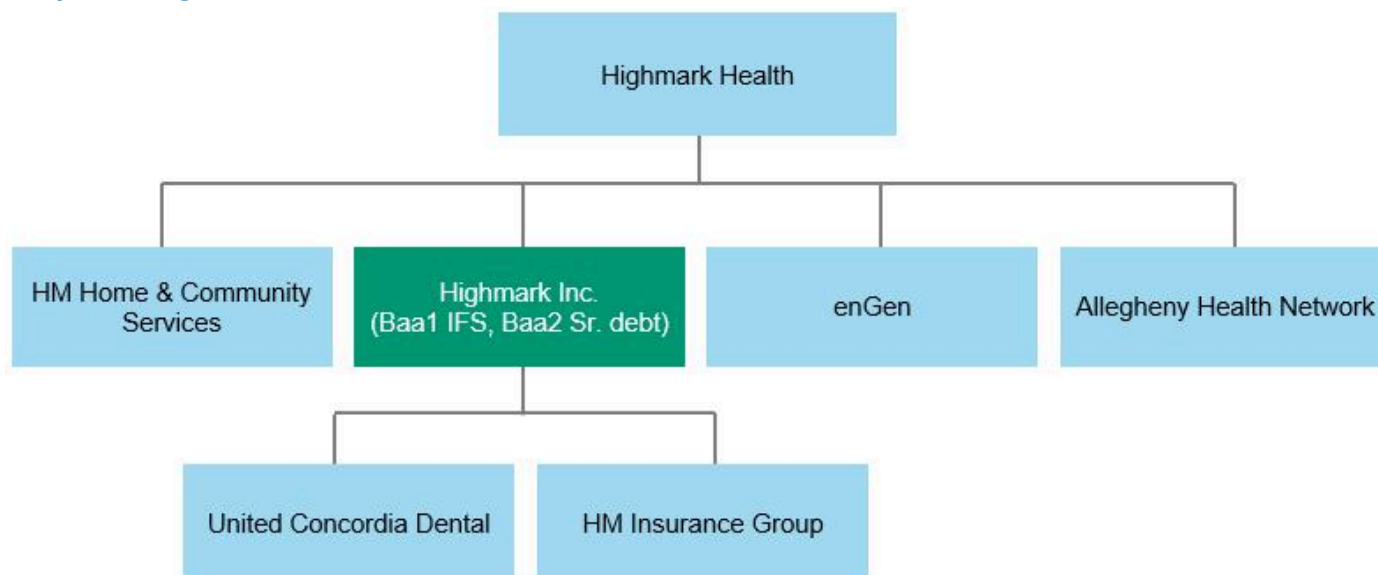 Highmark Health
HM Home & Community
Services
Highmark Inc.
(Baa1 IFS, Baa2 Sr. debt)
enGen
Allegheny Health Network
United Concordia Dental
HM Insurance Group